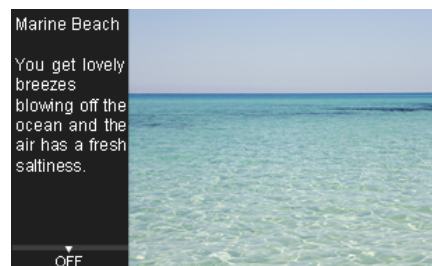 Marine Beach
You get lovely
breezes
blowing off the
ocean and the
air has a fresh
saltiness.
OFF